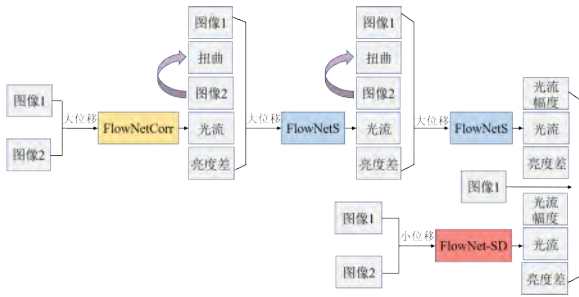 图像1
图像2
大位移
FlowNetCorr
图像1
扭曲
图像2
光流
亮度差
大位移
FlowNetS
图像1
扭曲
图像2
光流
亮度差
大位移
FlowNetS
光流
幅度
光流
亮度差
图像1
图像1
图像2
小位移
FlowNet-SD
光流
幅度
光流
亮度差